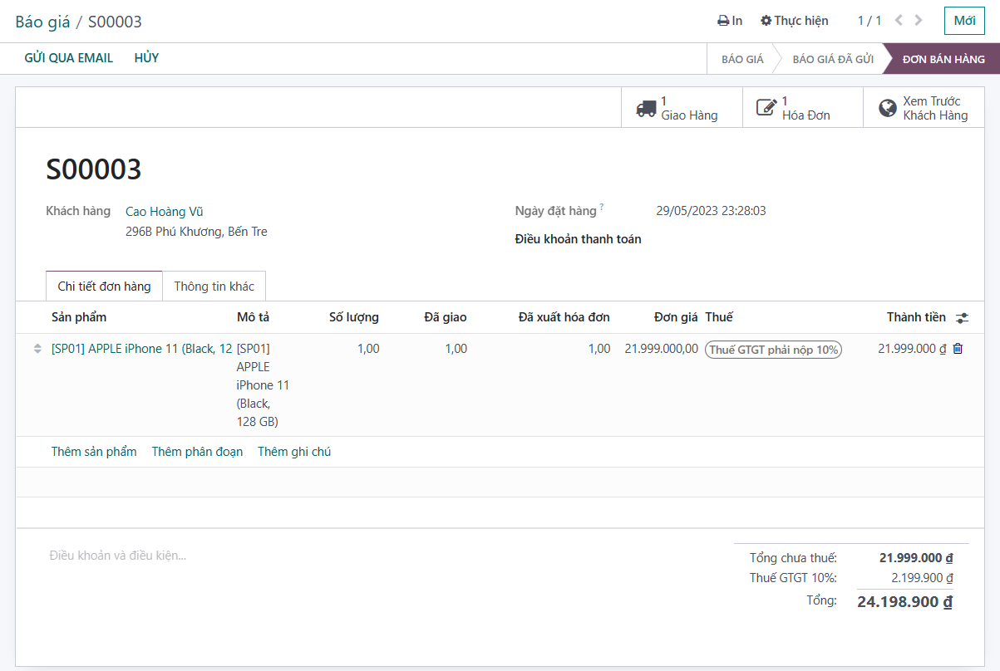 Báo giá / S00003
In
Thực hiện
1 / 1
Mới
GỬI QUA EMAIL
HỦY
BÁO GIÁ
BÁO GIÁ ĐÃ GỬI
ĐƠN BÁN HÀNG
1
Giao Hàng
1
Hóa Đơn
Xem Trước
Khách Hàng
S00003
Khách hàng
Cao Hoàng Vũ
296B Phú Khương, Bến Tre
Ngày đặt hàng ?
29/05/2023 23:28:03
Điều khoản thanh toán
Chi tiết đơn hàng
Thông tin khác
Sản phẩm Mô tả Số lượng Đã giao Đã xuất hóa đơn Đơn giá Thuế Thành tiền
[SP01] APPLE iPhone 11 (Black, 12
[SP01]
APPLE
iPhone 11
(Black,
128 GB)
1,00
1,00
1,00
21.999.000,00
Thuế GTGT phải nộp 10%
21.999.000 ₫
Thêm sản phẩm
Thêm phân đoạn
Thêm ghi chú
Điều khoản và điều kiện...
Tổng chưa thuế: 21.999.000 ₫
Thuế GTGT 10%: 2.199.900 ₫
Tổng: 24.198.900 ₫